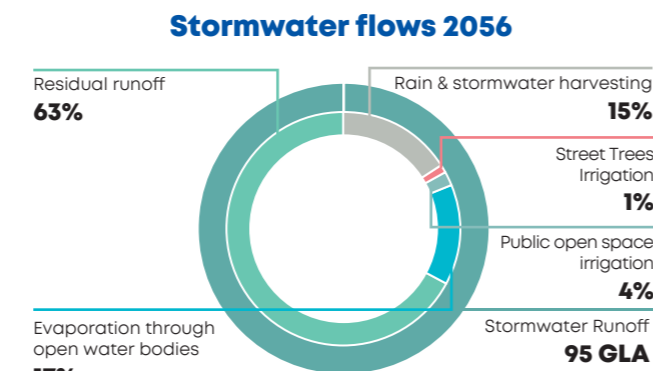 Stormwater flows 2056
Residual runoff
63%
Rain & stormwater harvesting
15%
Street Trees
Irrigation
1%
Public open space
irrigation
4%
Stormwater Runoff
95 GLA
Evaporation through
open water bodies
17%